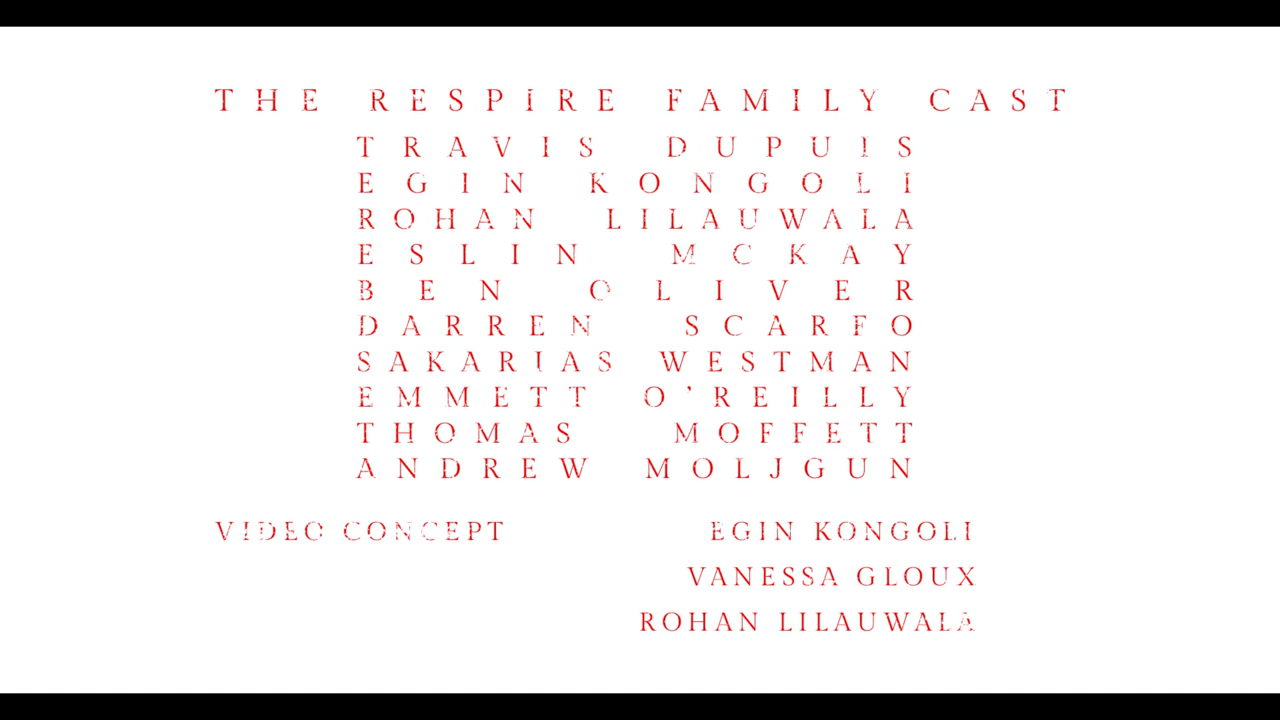 THE RESPIRE FAMILY CAST
TRAVIS DUPUIS
EGIN KONGOLI
ROHAN LILAUWALA
ESLIN MCKAY
BEN OLIVER
DARREN SCARFO
SAKARIAS WESTMAN
EMMETT O'REILLY
THOMAS MOFFETT
ANDREW MOLJGUN
VIDEO CONCEPT EGIN KONGOLI
VANESSA GLOUX
ROHAN LILAUWALA